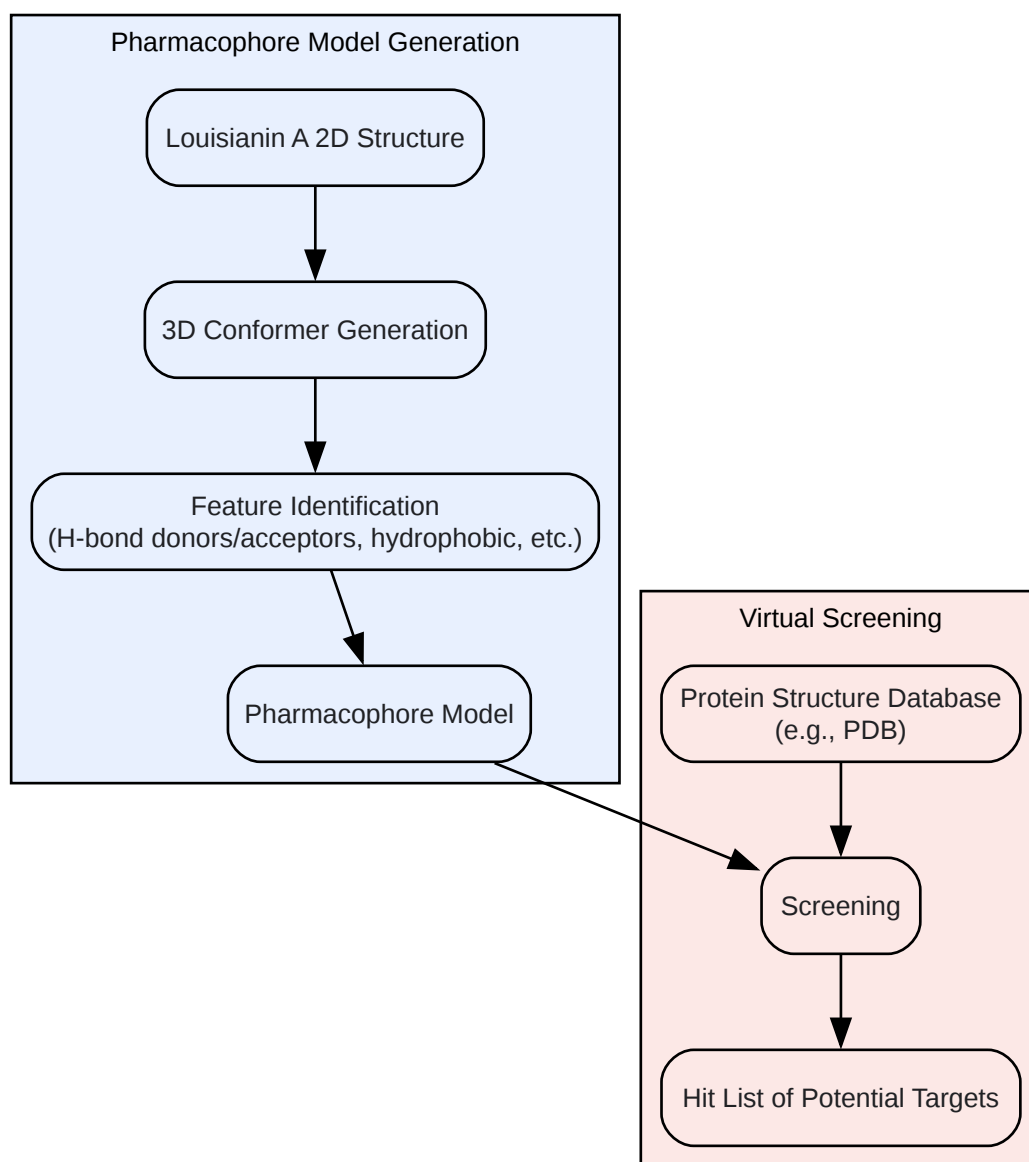 Pharmacophore Model Generation
Louisianin A 2D Structure
3D Conformer Generation
Feature Identification
(H-bond donors/acceptors, hydrophobic, etc.)
Pharmacophore Model
Virtual Screening
Protein Structure Database
(e.g., PDB)
Screening
Hit List of Potential Targets